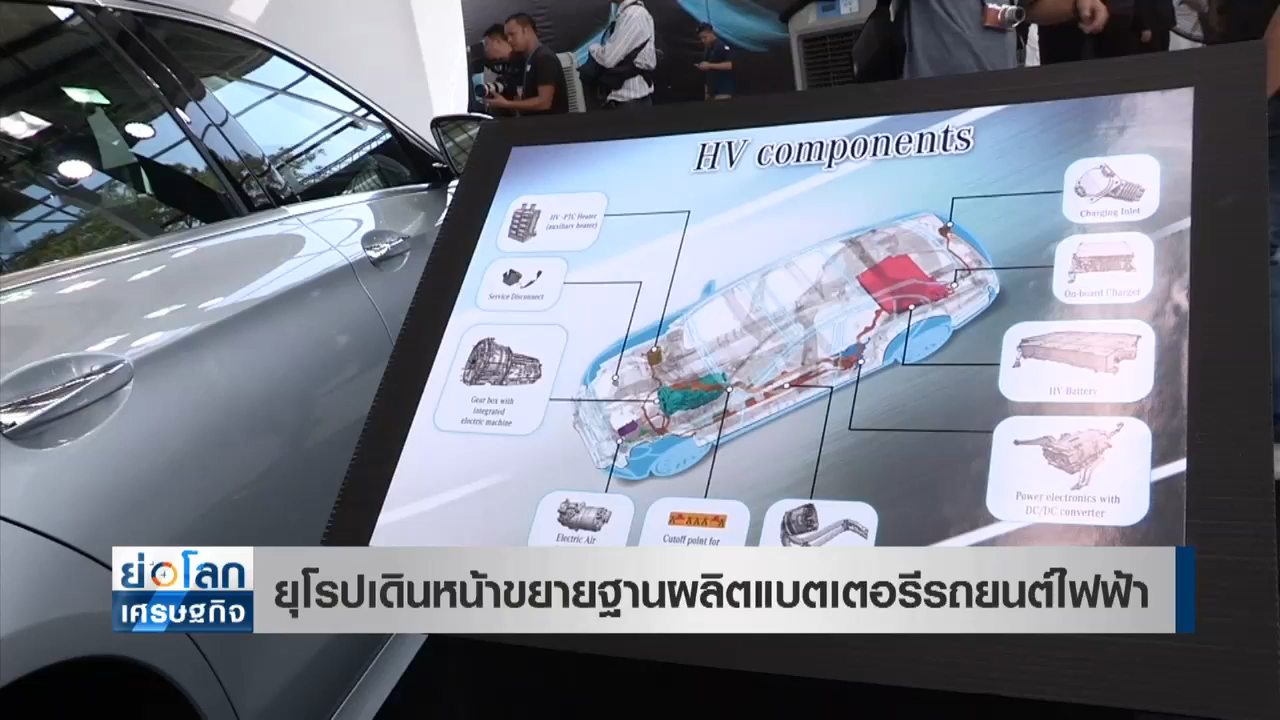 HV components
HV-PTC Heater
(auxiliary heater)
Service Disconnect
Gear box with
integrated
electric machine
Charging Inlet
On-board Charger
HV Battery
Power electronics with
DC/DC converter
Electric Air
Cutoff point for
ย่อโลก
เศรษฐกิจ
ยุโรปเดินหน้าขยายฐานผลิตแบตเตอรีรถยนต์ไฟฟ้า